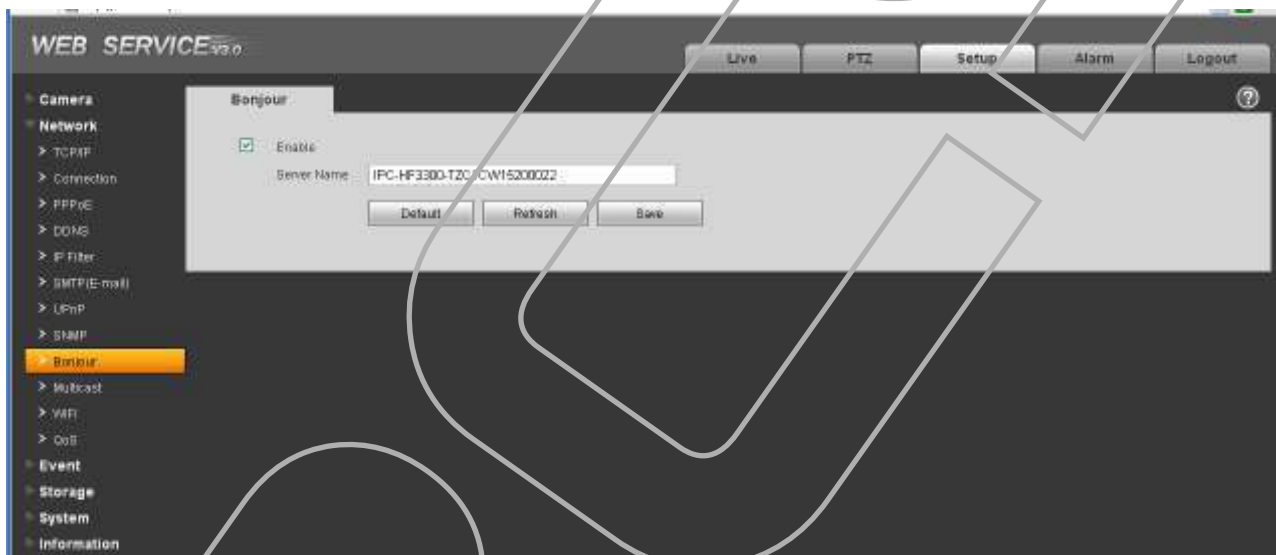 WEB SERVICE V3.0
Live
PTZ
Setup
Alarm
Logout
Camera
Network
> TCP/IP
> Connection
> PPPoE
> DDNS
> IP Filter
> SMTP(E-mail)
> UPnP
> SNMP
> Bonjour
> Multicast
> WIFI
> QoS
Event
Storage
System
Information
Bonjour
?
Enable
Server Name
Default
Refresh
Save